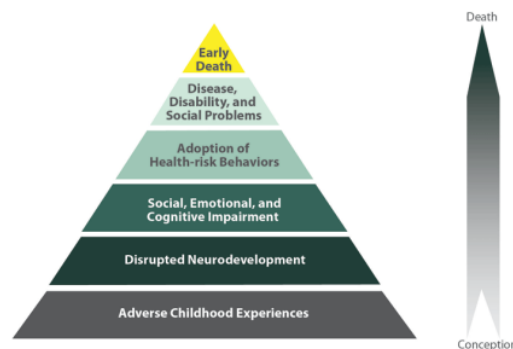 Death
Early
Death
Disease,
Disability, and
Social Problems
Adoption of
Health-risk Behaviors
Social, Emotional, and
Cognitive Impairment
Disrupted Neurodevelopment
Adverse Childhood Experiences
Conception